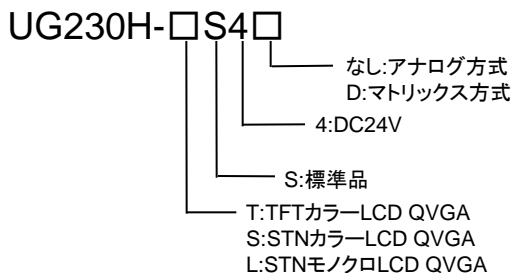 UG230H-□S4□
なし:アナログ方式
D:マトリックス方式
4:DC24V
S:標準品
T:TFTカラーLCD QVGA
S:STNカラーLCD QVGA
L:STNモノクロLCD QVGA